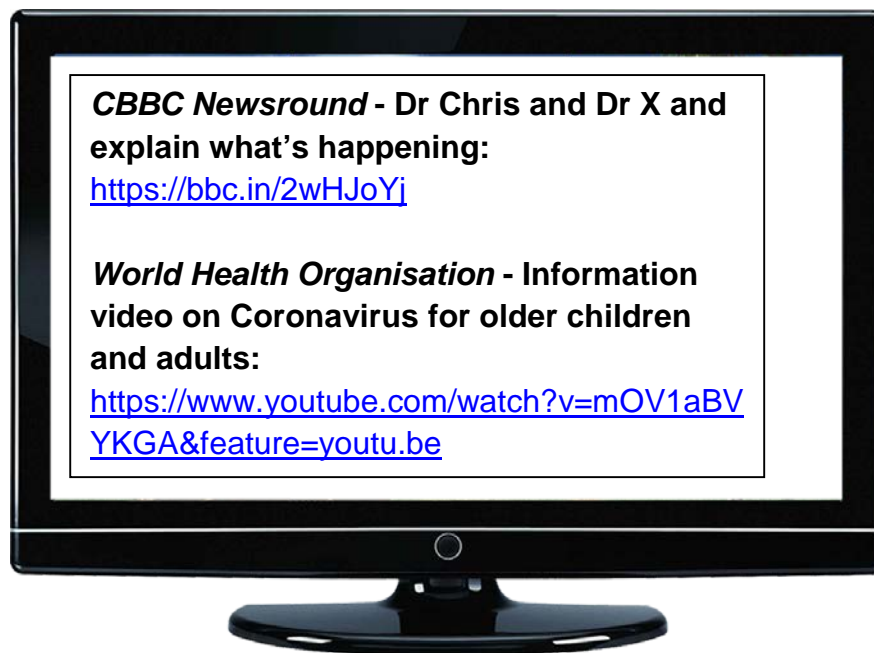 CBBC Newsround - Dr Chris and Dr X and
explain what's happening:
https://bbc.in/2wHJoYj
World Health Organisation - Information
video on Coronavirus for older children
and adults:
https://www.youtube.com/watch?v=mOV1aBV
YKGA&feature=youtu.be